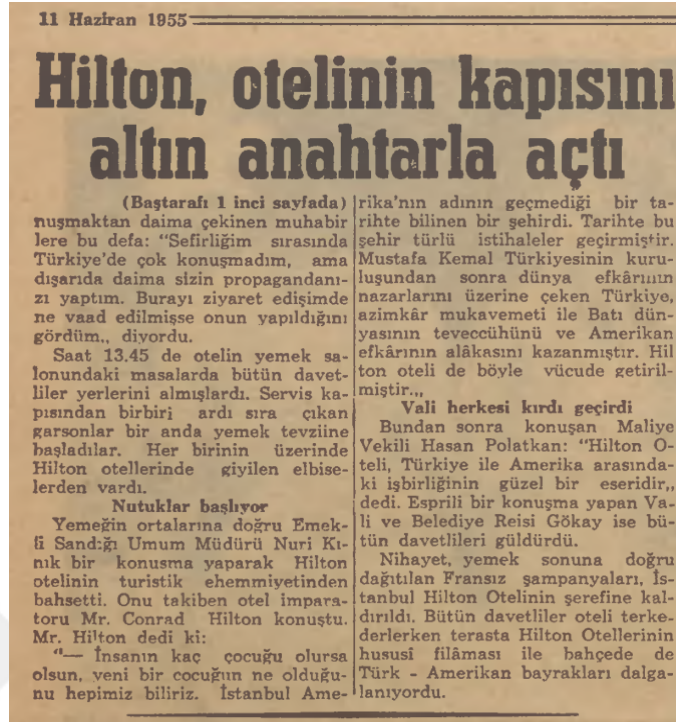 11 Haziran 1955
Hilton, otelinin kapısını
altın anahtarla açtı
(Baştarafı 1 inci sayfada)
nuşmaktan daima çekinen muhabir
lere bu defa: "Sefirliğim sırasında
Türkiye'de çok konuşmadım, ama
dışarıda daima sizin propagandanı-
zı yaptım. Burayı ziyaret edişimde
ne vaad edilmişse onun yapıldığını
gördüm,, diyordu.
Saat 13.45 de otelin yemek sa-
lonundaki masalarda bütün davet-
liler yerlerini almışlardı. Servis ka-
pısından birbiri ardı sıra çıkan
garsonlar bir anda yemek tevziine
başladılar. Her birinin üzerinde
Hilton otellerinde giyilen elbise-
lerden vardı.
Nutuklar başlıyor
Yemeğin ortalarına doğru Emek-
li Sandığı Umum Müdürü Nuri Kı-
nık bir konusma yaparak Hilton
otelinin turistik ehemmiyetinden
bahsetti. Onu takiben otel impara-
toru Mr. Conrad Hilton konuştu.
Mr. Hilton dedi ki:
"— İnsanın kaç çocuğu olursa
olsun, yeni bir cocuğun ne olduğu-
nu hepimiz biliriz. İstanbul Ame-
rika'nın adının geçmediği bir ta-
rihte bilinen bir şehirdi. Tarihte bu
şehir türlü istihaleler geçirmiştir.
Mustafa Kemal Türkiyesinin kuru-
luşundan sonra dünya efkârının
nazarlarını üzerine çeken Türkiye,
azimkâr mukavemeti ile Batı dün-
yasının teveccühünü ve Amerikan
efkârının alâkasını kazanmıştır. Hil
ton oteli de böyle vücude getiril-
miştir.,,
Vali herkesi kırdı geçirdi
Bundan sonra konuşan Maliye
Vekili Hasan Polatkan: "Hilton O-
teli, Türkiye ile Amerika arasında-
ki işbirliğinin güzel bir eseridir,,
dedi. Esprili bir konuşma yapan Va-
li ve Belediye Reisi Gökay ise bü-
tün davetlileri güldürdü.
Nihayet, yemek sonuna doğru
dağıtılan Fransız şampanyaları, İs-
tanbul Hilton Otelinin şerefine kal-
dırıldı. Bütün davetliler oteli terke-
derlerken terasta Hilton Otellerinin
hususî filâması ile bahçede de
Türk - Amerikan bayrakları dalga-
lanıyordu.